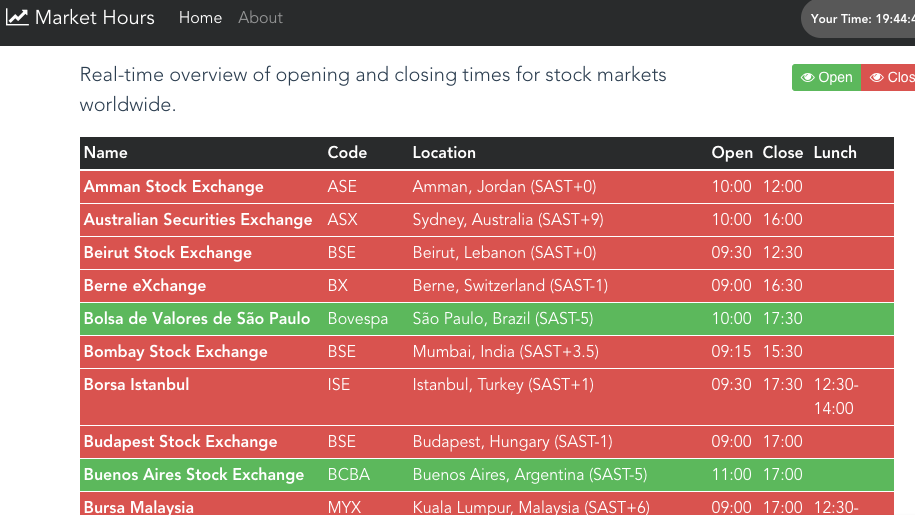 Market Hours Home About Your Time: 19:44:4
Real-time overview of opening and closing times for stock markets
worldwide.
Open Clos
Name Code Location Open Close Lunch
Amman Stock Exchange ASE Amman, Jordan (SAST+0) 10:00 12:00
Australian Securities Exchange ASX Sydney, Australia (SAST+9) 10:00 16:00
Beirut Stock Exchange BSE Beirut, Lebanon (SAST+0) 09:30 12:30
Berne eXchange BX Berne, Switzerland (SAST-1) 09:00 16:30
Bolsa de Valores de São Paulo Bovespa São Paulo, Brazil (SAST-5) 10:00 17:30
Bombay Stock Exchange BSE Mumbai, India (SAST+3.5) 09:15 15:30
Borsa Istanbul ISE Istanbul, Turkey (SAST+1) 09:30 17:30 12:30-
14:00
Budapest Stock Exchange BSE Budapest, Hungary (SAST-1) 09:00 17:00
Buenos Aires Stock Exchange BCBA Buenos Aires, Argentina (SAST-5) 11:00 17:00
Bursa Malaysia MYX Kuala Lumpur, Malaysia (SAST+6) 09:00 17:00 12:30-